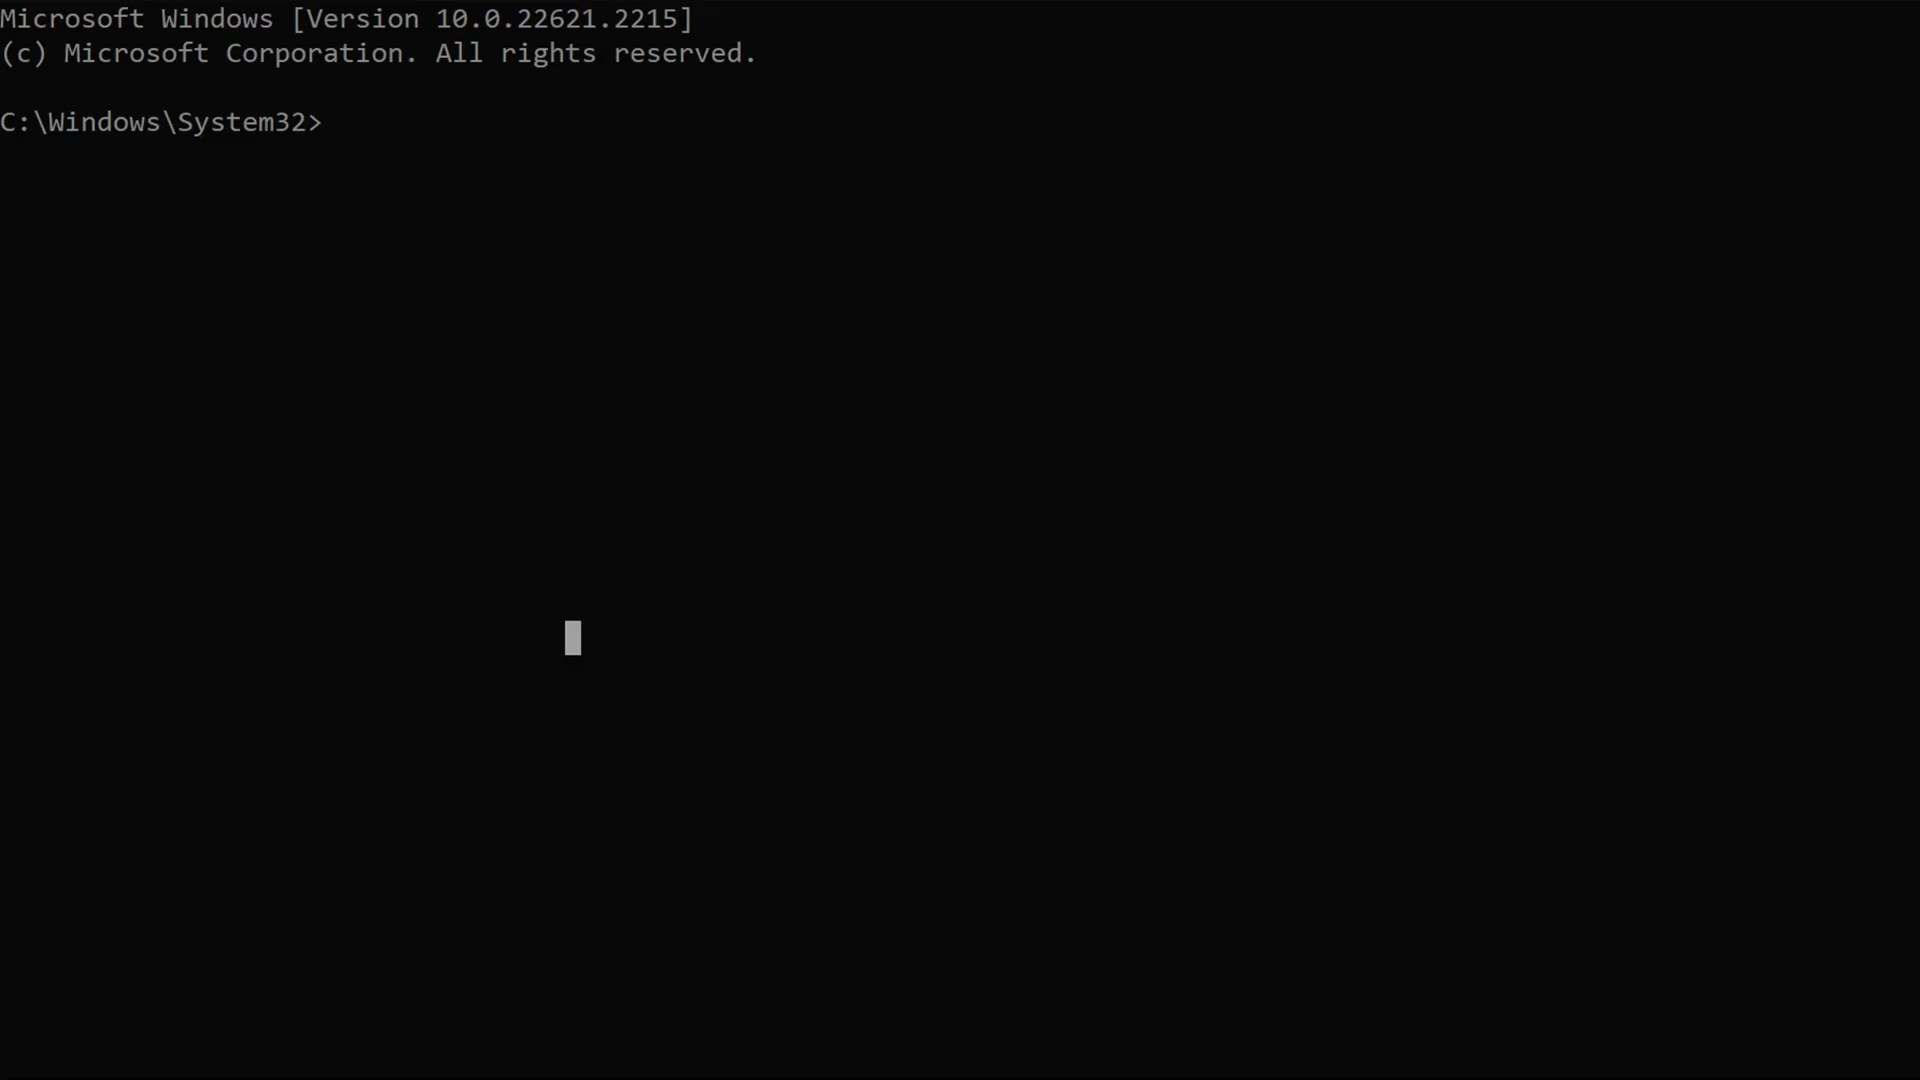 Microsoft Windows [Version 10.0.22621.2215]
(c) Microsoft Corporation. All rights reserved.
C:\Windows\System32>